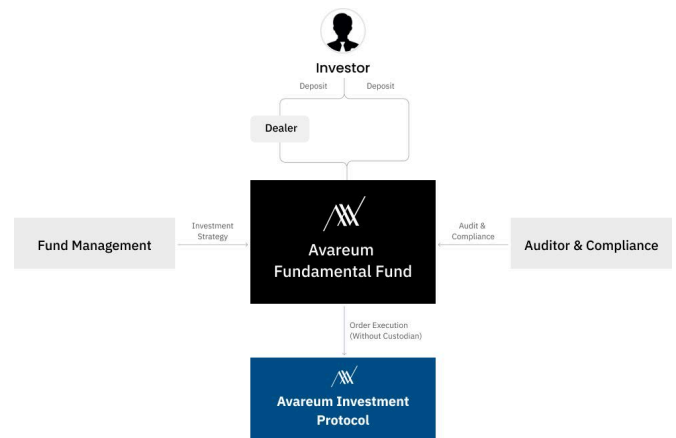 Investor
Deposit
Deposit
Dealer
Fund Management
Investment
Strategy
Avareum
Fundamental Fund
Audit &
Compliance
Auditor & Compliance
Order Execution
(Without Custodian)
Avareum Investment
Protocol